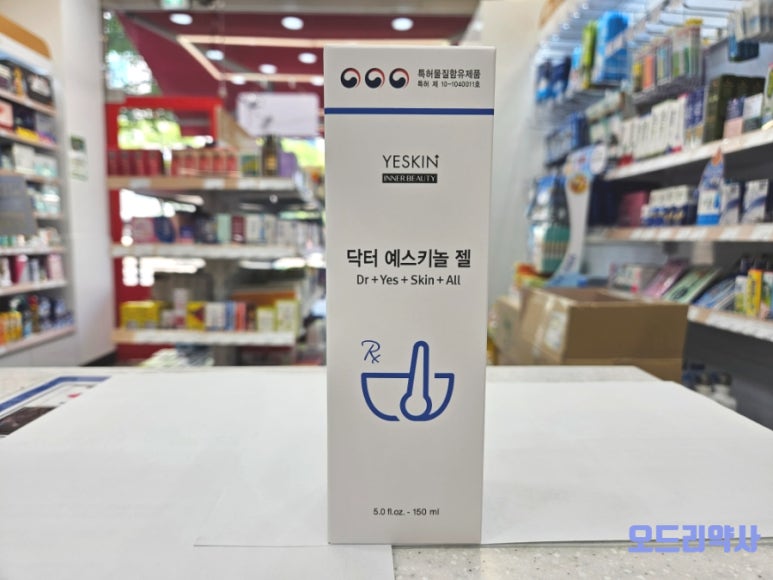 특허물질함유제품
특허 제 10-1040011호
YESKIN
INNER BEAUTY
닥터 예스키놀 젤
Dr+Yes+Skin+All
Rx
5.0 fl.oz. - 150 ml
오드리약사